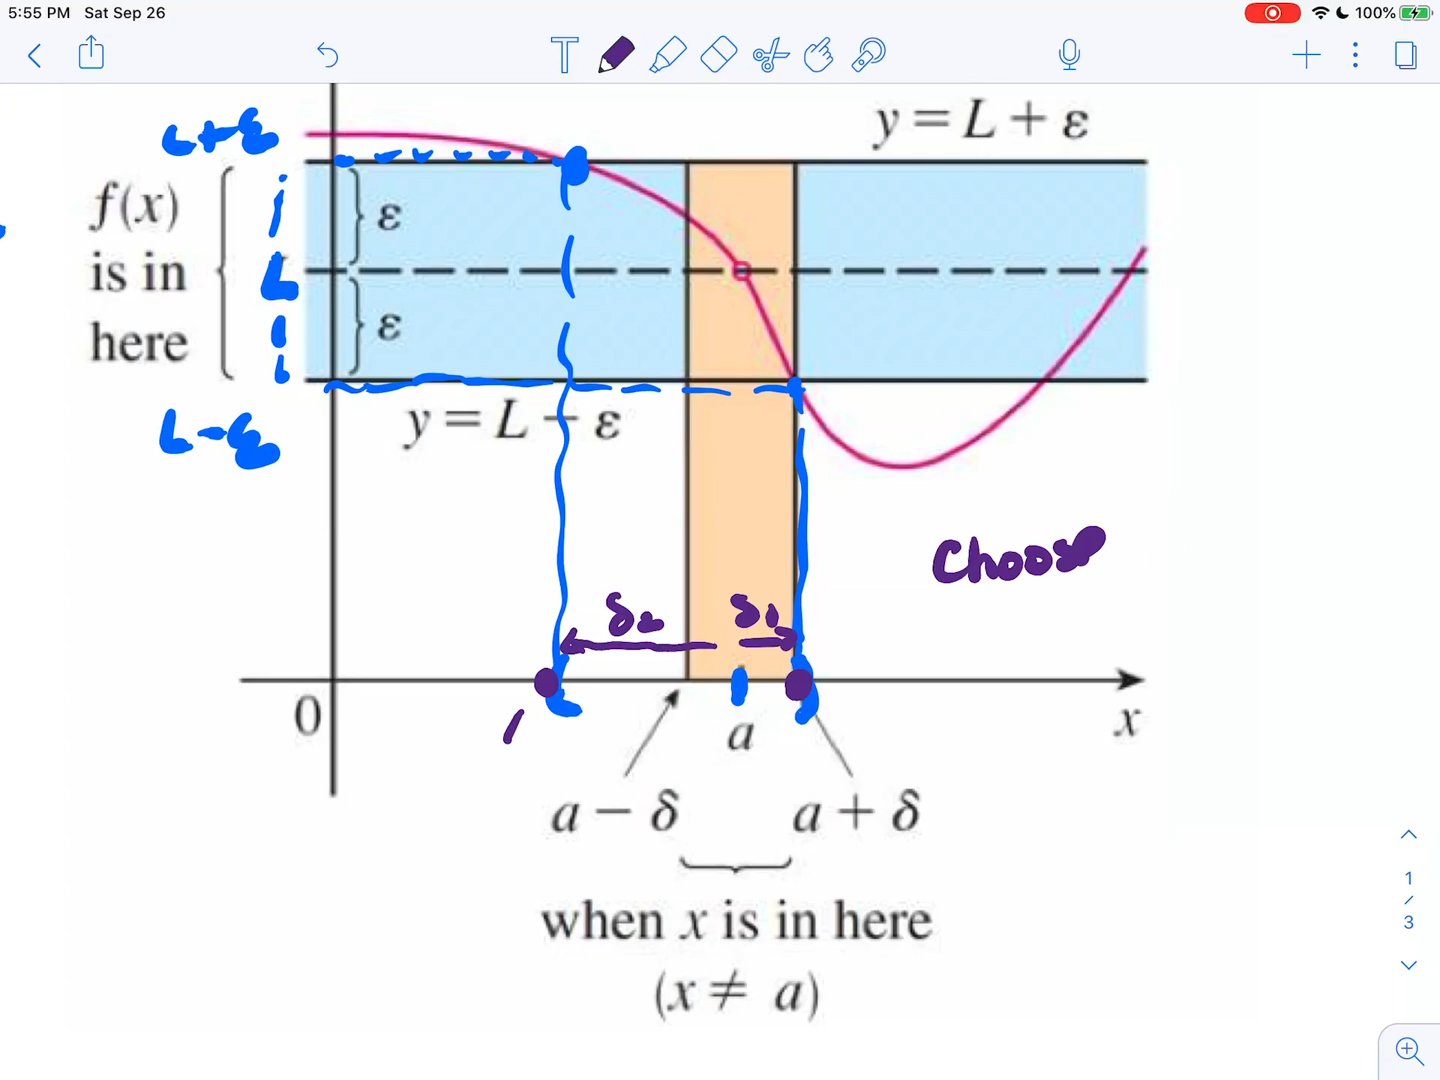 5:55 PM Sat Sep 26
100%
T
L+ε
y = L + ε
f(x)
is in
here
ε
L
ε
y = L − ε
L-ε
Choose
δ2
δ1
0
a
x
a − δ
a + δ
when x is in here
(x ≠ a)
1
/
3